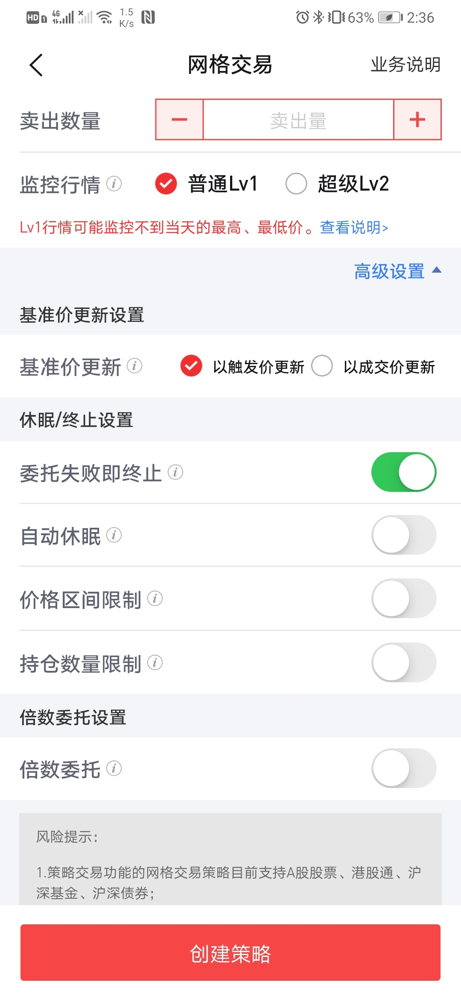 HD 1 4G 1.5 K/s 63% 2:36
网格交易 业务说明
卖出数量 卖出量
监控行情 普通Lv1 超级Lv2
Lv1行情可能监控不到当天的最高、最低价。查看说明>
高级设置
基准价更新设置
基准价更新 以触发价更新 以成交价更新
休眠/终止设置
委托失败即终止
自动休眠
价格区间限制
持仓数量限制
倍数委托设置
倍数委托
风险提示:
1.策略交易功能的网格交易策略目前支持A股股票、港股通、沪
深基金、沪深债券;
创建策略